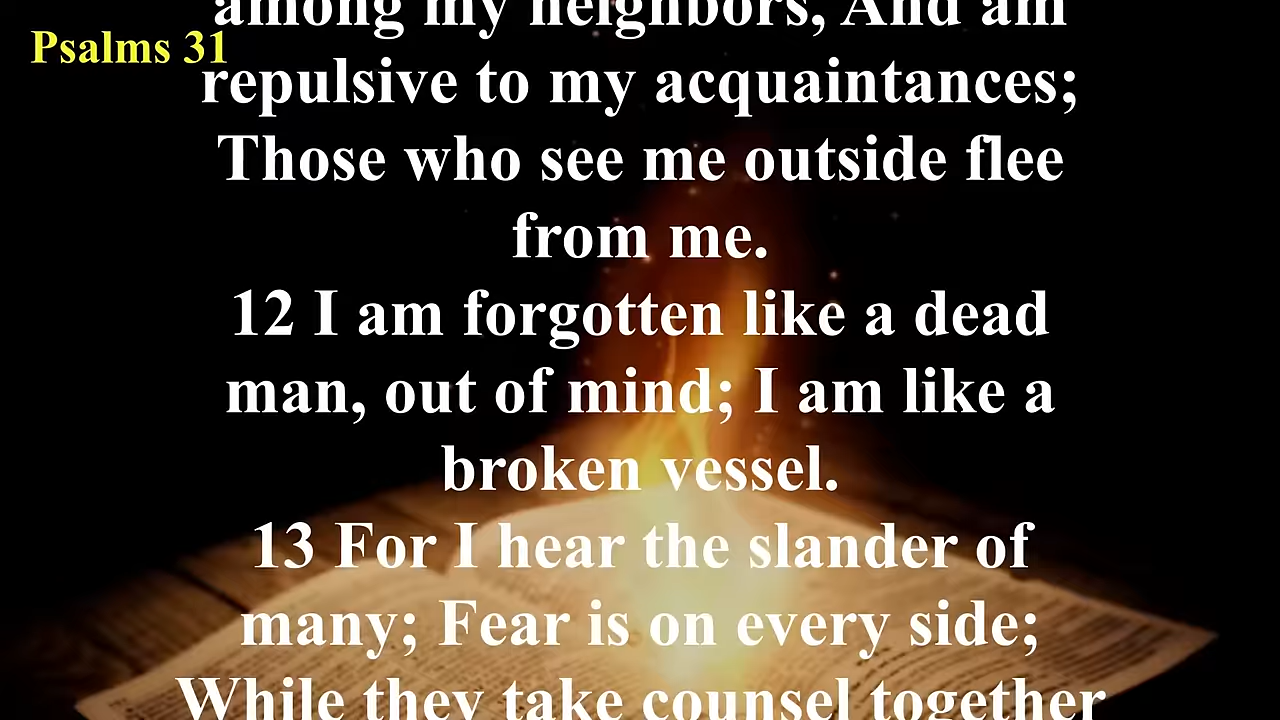 Psalms 31
among my neighbors, And am
repulsive to my acquaintances;
Those who see me outside flee
from me.
12 I am forgotten like a dead
man, out of mind; I am like a
broken vessel.
13 For I hear the slander of
many; Fear is on every side;
While they take counsel together